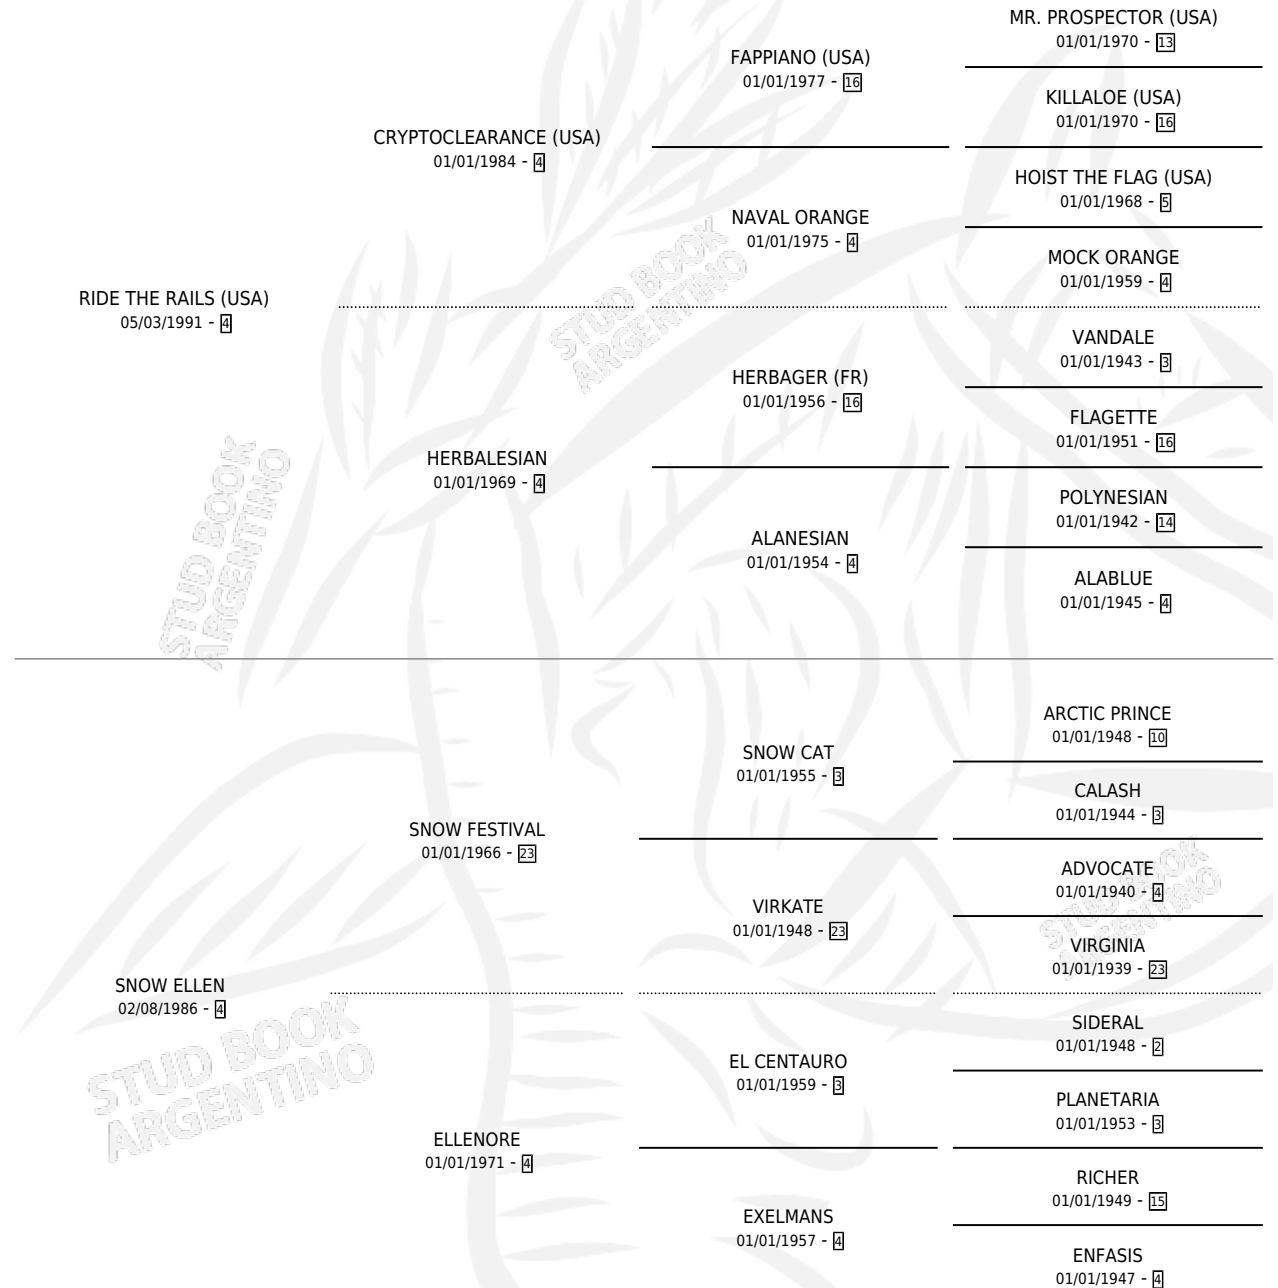 MR. PROSPECTOR (USA)
01/01/1970 - 13
FAPPIANO (USA)
01/01/1977 - 16
KILLALOE (USA)
01/01/1970 - 16
CRYPTOCLEARANCE (USA)
01/01/1984 - 4
HOIST THE FLAG (USA)
01/01/1968 - 5
NAVAL ORANGE
01/01/1975 - 4
MOCK ORANGE
01/01/1959 - 4
RIDE THE RAILS (USA)
05/03/1991 - 4
VANDALE
01/01/1943 - 3
HERBAGER (FR)
01/01/1956 - 16
FLAGETTE
01/01/1951 - 16
HERBALESIAN
01/01/1969 - 4
POLYNESIAN
01/01/1942 - 14
ALANESIAN
01/01/1954 - 4
ALABLUE
01/01/1945 - 4
STUD BOOK
ARGENTINO
STUD BOOK
ARGENTINO
ARCTIC PRINCE
01/01/1948 - 10
SNOW CAT
01/01/1955 - 3
CALASH
01/01/1944 - 3
SNOW FESTIVAL
01/01/1966 - 23
ADVOCATE
01/01/1940 - 4
VIRKATE
01/01/1948 - 23
VIRGINIA
01/01/1939 - 23
SNOW ELLEN
02/08/1986 - 4
SIDERAL
01/01/1948 - 2
EL CENTAURO
01/01/1959 - 3
PLANETARIA
01/01/1953 - 3
ELLENORE
01/01/1971 - 4
RICHER
01/01/1949 - 15
EXELMANS
01/01/1957 - 4
ENFASIS
01/01/1947 - 4
STUD BOOK
ARGENTINO
STUD BOOK
ARGENTINO